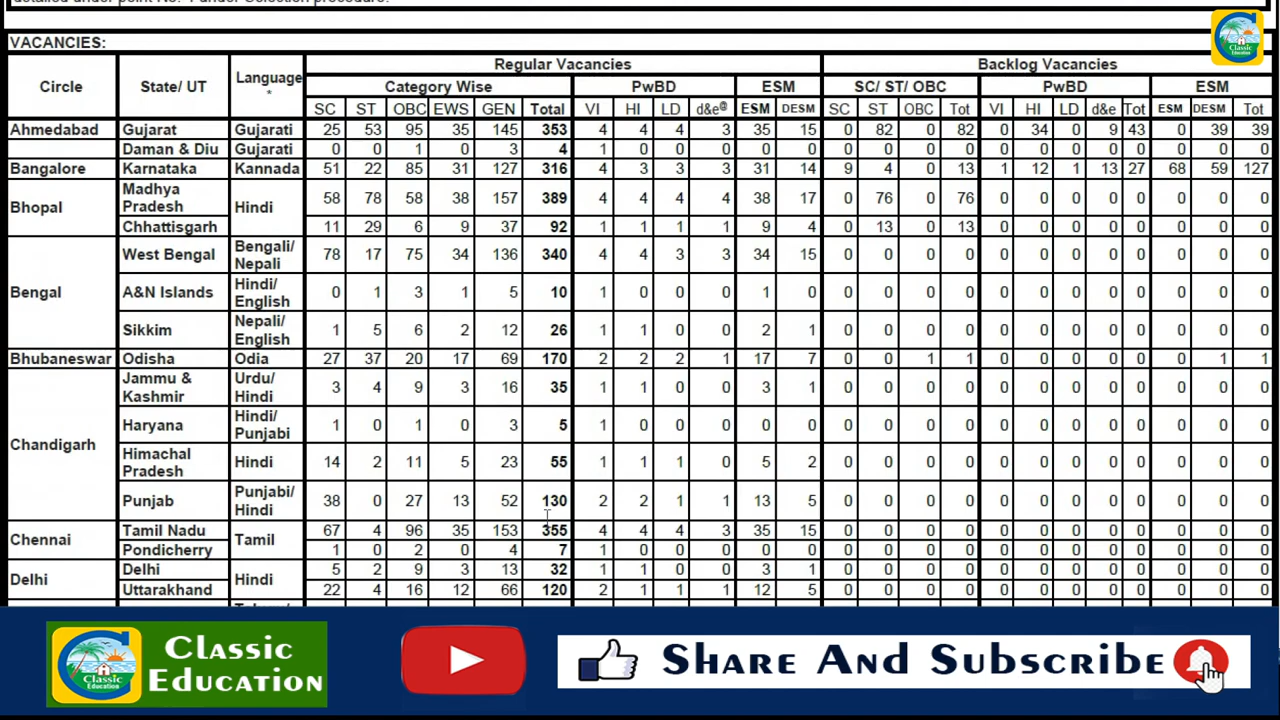 detailed under point No. 4 under Selection procedure.
VACANCIES:
Circle State/ UT Language * Regular Vacancies Backlog Vacancies
Category Wise PwBD ESM SC/ ST/ OBC PwBD ESM
SC ST OBC EWS GEN Total VI HI LD d&e@ ESM DESM SC ST OBC Tot VI HI LD d&e Tot ESM DESM Tot
Ahmedabad Gujarat Gujarati 25 53 95 35 145 353 4 4 4 3 35 15 0 82 0 82 0 34 0 9 43 0 39 39
Daman & Diu Gujarati 0 0 1 0 3 4 1 0 0 0 0 0 0 0 0 0 0 0 0 0 0 0 0 0
Bangalore Karnataka Kannada 51 22 85 31 127 316 4 3 3 3 31 14 9 4 0 13 1 12 1 13 27 68 59 127
Bhopal Madhya Pradesh Hindi 58 78 58 38 157 389 4 4 4 4 38 17 0 76 0 76 0 0 0 0 0 0 0 0
Chhattisgarh 11 29 6 9 37 92 1 1 1 1 9 4 0 13 0 13 0 0 0 0 0 0 0 0
Bengal West Bengal Bengali/ Nepali 78 17 75 34 136 340 4 4 3 3 34 15 0 0 0 0 0 0 0 0 0 0 0 0
A&N Islands Hindi/ English 0 1 3 1 5 10 1 0 0 0 1 0 0 0 0 0 0 0 0 0 0 0 0 0
Sikkim Nepali/ English 1 5 6 2 12 26 1 1 0 0 2 1 0 0 0 0 0 0 0 0 0 0 0 0
Bhubaneswar Odisha Odia 27 37 20 17 69 170 2 2 2 1 17 7 0 0 1 1 0 0 0 0 0 0 1 1
Chandigarh Jammu & Kashmir Urdu/ Hindi 3 4 9 3 16 35 1 1 0 0 3 1 0 0 0 0 0 0 0 0 0 0 0 0
Haryana Hindi/ Punjabi 1 0 1 0 3 5 1 0 0 0 0 0 0 0 0 0 0 0 0 0 0 0 0 0
Himachal Pradesh Hindi 14 2 11 5 23 55 1 1 1 0 5 2 0 0 0 0 0 0 0 0 0 0 0 0
Punjab Punjabi/ Hindi 38 0 27 13 52 130 2 2 1 1 13 5 0 0 0 0 0 0 0 0 0 0 0 0
Chennai Tamil Nadu Tamil 67 4 96 35 153 355 4 4 4 3 35 15 0 0 0 0 0 0 0 0 0 0 0 0
Pondicherry 1 0 2 0 4 7 1 0 0 0 0 0 0 0 0 0 0 0 0 0 0 0 0 0
Delhi Delhi Hindi 5 2 9 3 13 32 1 1 0 0 3 1 0 0 0 0 0 0 0 0 0 0 0 0
Uttarakhand 22 4 16 12 66 120 2 1 1 1 12 5 0 0 0 0 0 0 0 0 0 0 0 0
Classic
Education
Classic
Education
Classic
Education
Share And Subscribe